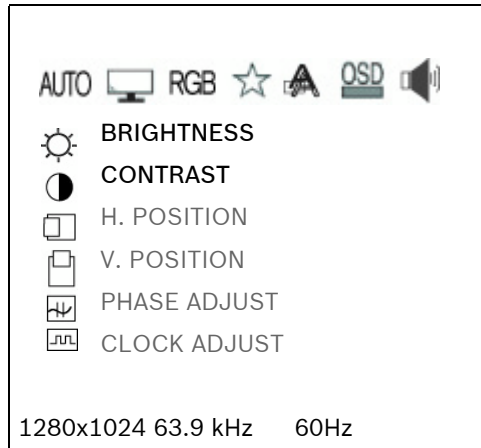 AUTO RGB A OSD
BRIGHTNESS
CONTRAST
H. POSITION
V. POSITION
PHASE ADJUST
CLOCK ADJUST
1280x1024 63.9 kHz 60Hz